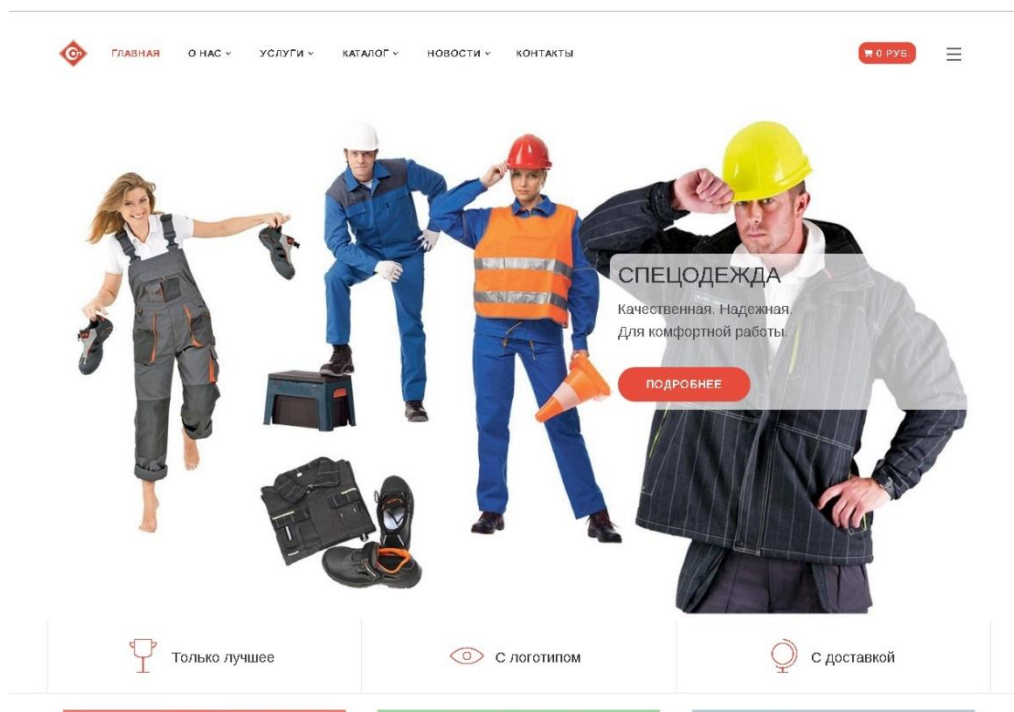 ГЛАВНАЯ О НАС УСЛУГИ КАТАЛОГ НОВОСТИ КОНТАКТЫ 0 РУБ.
СПЕЦОДЕЖДА
Качественная. Надежная.
Для комфортной работы.
ПОДРОБНЕЕ
Только лучшее С логотипом С доставкой